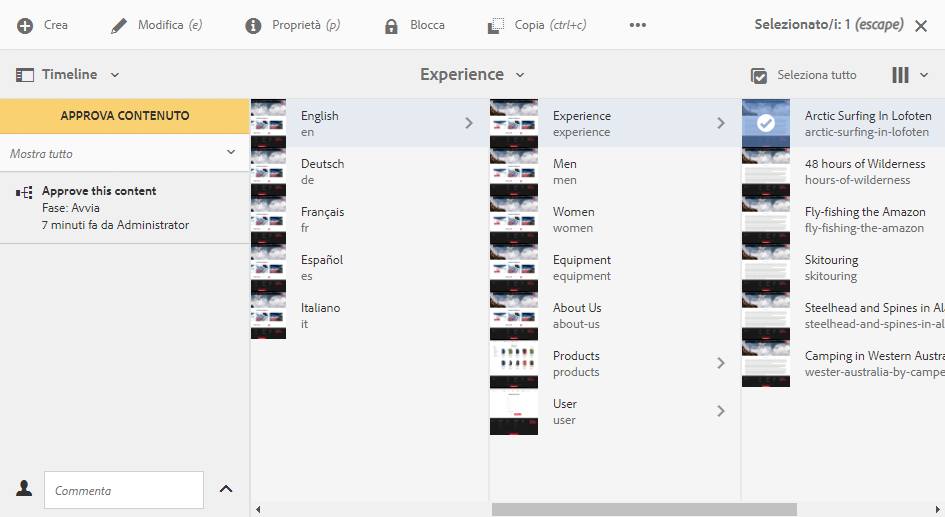 Crea
Modifica (e)
Proprietà (p)
Blocca
Copia (ctrl+c)
Selezionato/i: 1 (escape)
Timeline
Experience
Seleziona tutto
APPROVA CONTENUTO
Mostra tutto
Approve this content
Fase: Avvia
7 minuti fa da Administrator
Commenta
English
en
Deutsch
de
Français
fr
Español
es
Italiano
it
Experience
experience
Men
men
Women
women
Equipment
equipment
About Us
about-us
Products
products
User
user
Arctic Surfing In Lofoten
arctic-surfing-in-lofoten
48 hours of Wilderness
hours-of-wilderness
Fly-fishing the Amazon
fly-fishing-the-amazon
Skitouring
skitouring
Steelhead and Spines in Al
steelhead-and-spines-in-al
Camping in Western Austra
wester-australia-by-campe